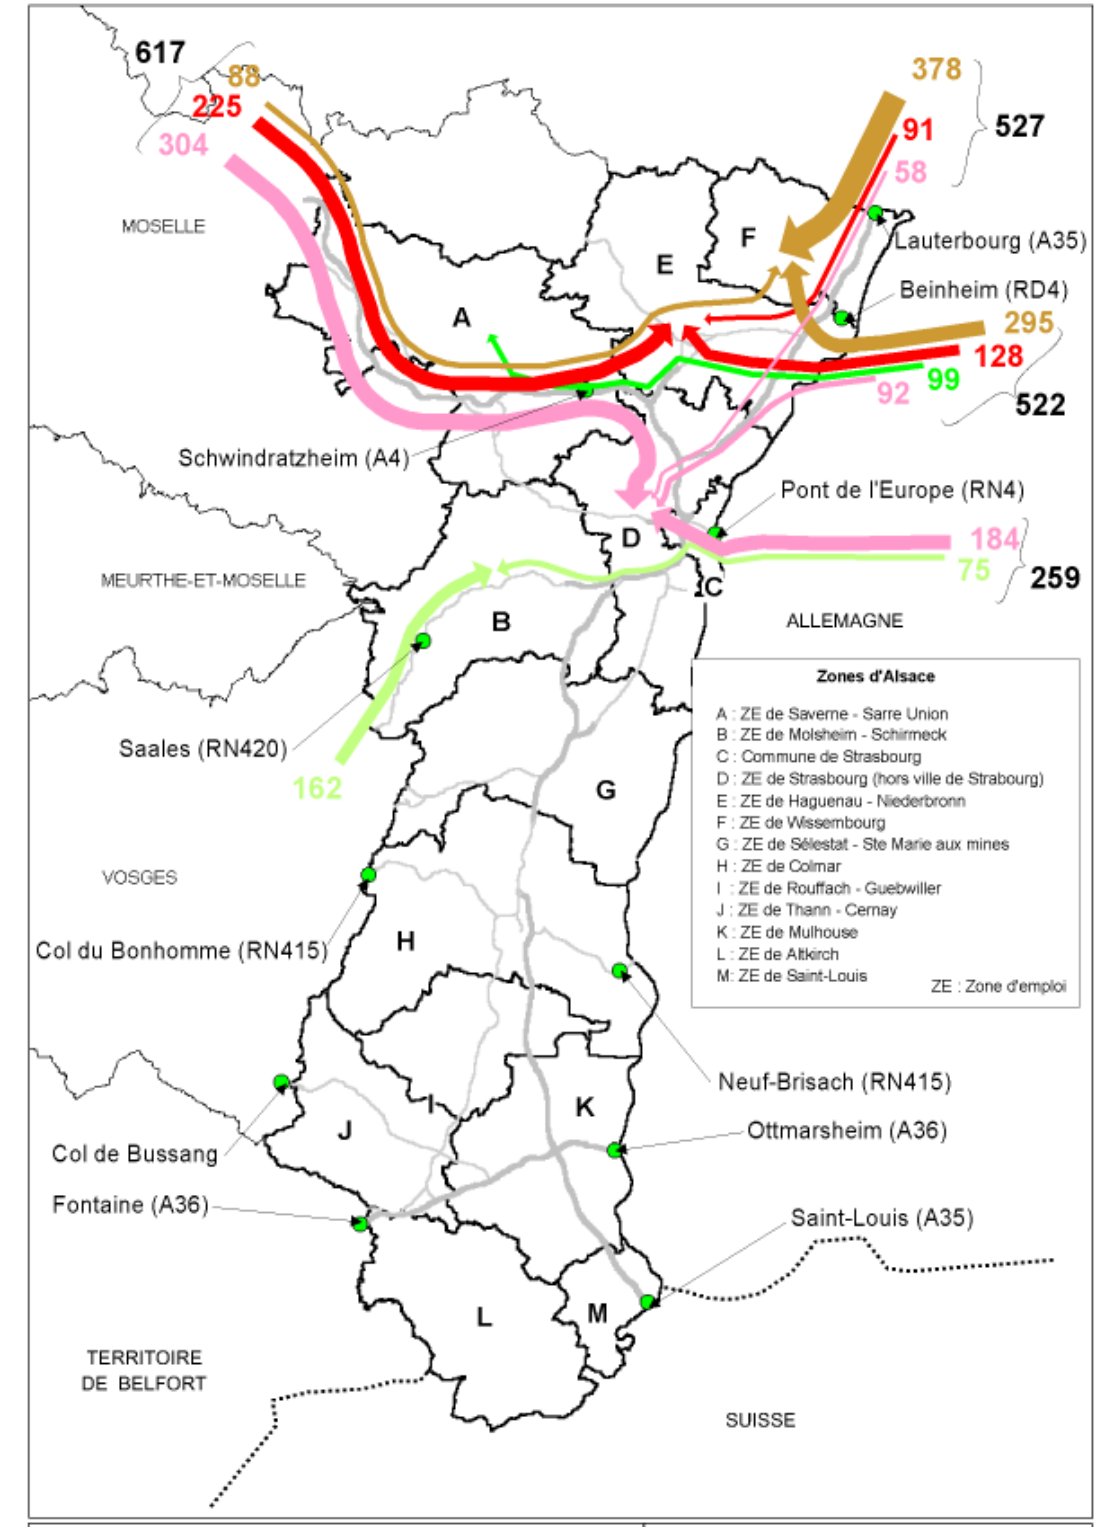 617
88
225
304
378
91
58
527
MOSELLE
Lauterbourg (A35)
F
E
Beinheim (RD4)
A
295
128
99
92
522
Schwindratzheim (A4)
Pont de l'Europe (RN4)
D
184
75
259
MEURTHE-ET-MOSELLE
C
B
ALLEMAGNE
Zones d'Alsace
A : ZE de Saverne - Sarre Union
B : ZE de Molsheim - Schirmeck
C : Commune de Strasbourg
D : ZE de Strasbourg (hors ville de Strabourg)
E : ZE de Haguenau - Niederbronn
F : ZE de Wissembourg
G : ZE de Sélestat - Ste Marie aux mines
H : ZE de Colmar
I : ZE de Rouffach - Guebwiller
J : ZE de Thann - Cernay
K : ZE de Mulhouse
L : ZE de Altkirch
M: ZE de Saint-Louis
ZE : Zone d'emploi
Saales (RN420)
162
G
VOSGES
Col du Bonhomme (RN415)
H
Neuf-Brisach (RN415)
I
K
J
Ottmarsheim (A36)
Col de Bussang
Fontaine (A36)
Saint-Louis (A35)
L
M
TERRITOIRE
DE BELFORT
SUISSE